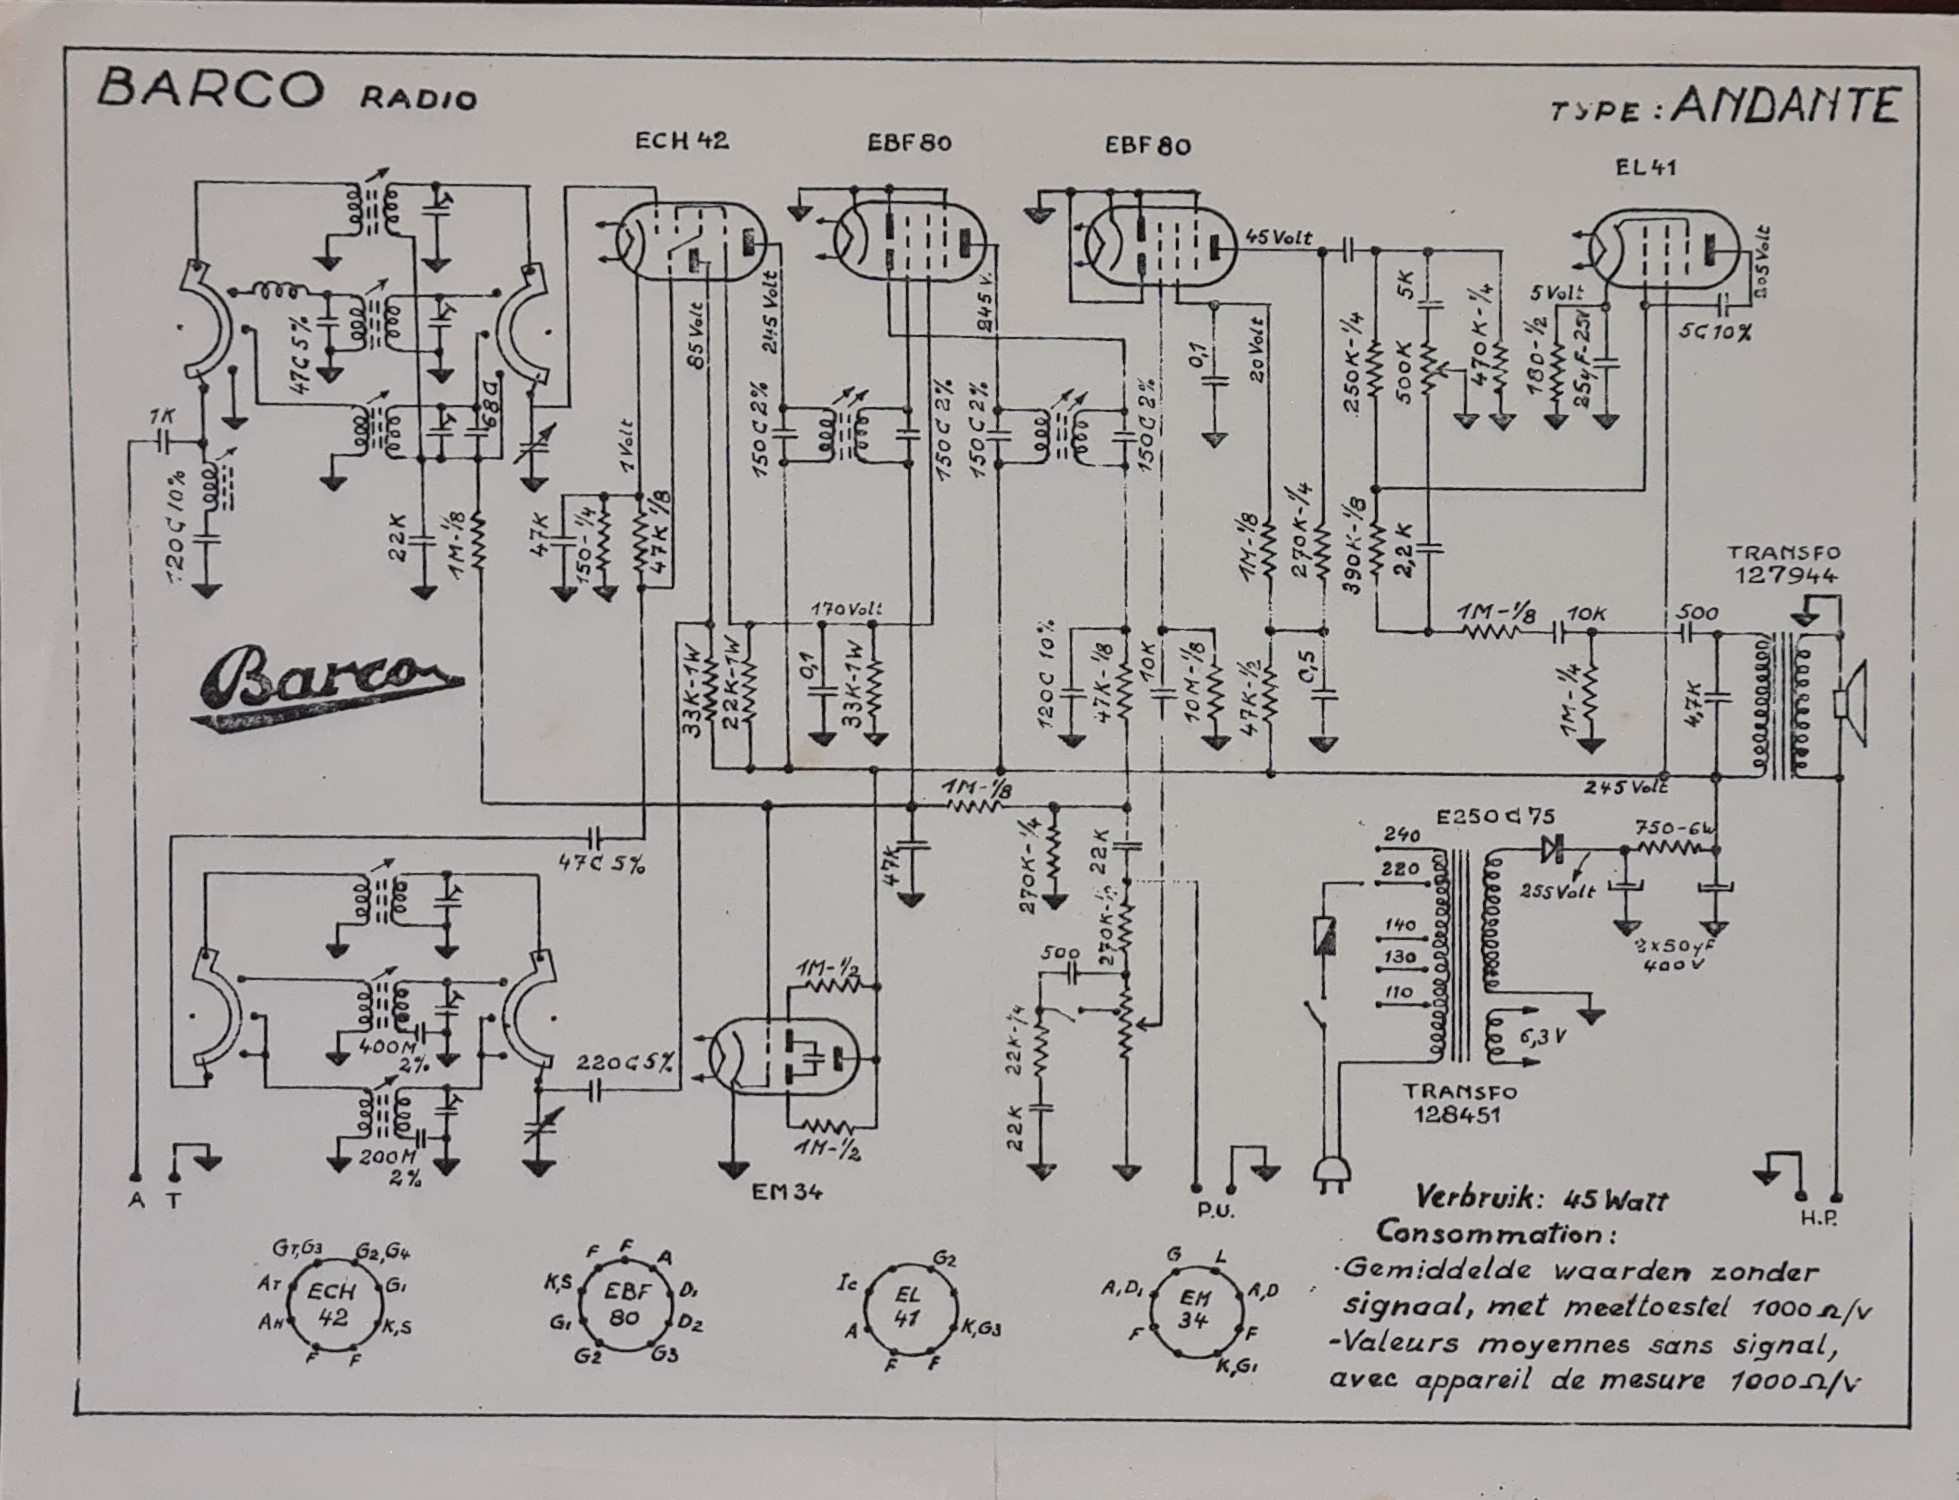 BARCO RADIO
TYPE : ANDANTE
ECH 42
EBF 80
EBF 80
EL 41
45 Volt
5 Volt
205 Volt
5C 10%
47C 5%
68C
1K
120C 10%
22K
1M-1/8
47K
150-1/4
1 Volt
47K 1/8
85 Volt
245 Volt
150C 2%
150C 2%
245 V.
150C 2%
150C 2%
0,1
20 Volt
250K-1/4
5K
500K
470K-1/4
180-1/2
25µF-25V
1M-1/8
270K-1/4
390K-1/8
2,2K
TRANSFO
127944
170 Volt
1M-1/8
10K
500
Barco
33K-1W
22K-1W
0,1
33K-1W
120C 10%
47K-1/8
10K
10M-1/8
47K-1/2
0,5
1M-1/4
4,7K
245 Volt
1M-1/8
47C 5%
47K
270K-1/4
22K
270K-1/2
E250C75
750-6W
255 Volt
2x50µF
400V
240
220
140
130
110
6,3 V
TRANSFO
128451
500
22K-1/4
22K
1M-1/2
1M-1/2
EM 34
400M
2%
200M
2%
220C 5%
A T
P.U.
H.P.
Verbruik: 45 Watt
Consommation:
·Gemiddelde waarden zonder
signaal, met meettoestel 1000Ω/v
-Valeurs moyennes sans signal,
avec appareil de mesure 1000Ω/v
GT,G3 G2,G4
AT G1
ECH
42
AH K,S
F F
F F A
K,S D1
EBF
80
G1 D2
G2 G3
G2
Ic
EL
41
A K,G3
F F
G L
A,D1 A,D
EM
34
F F
K,G1